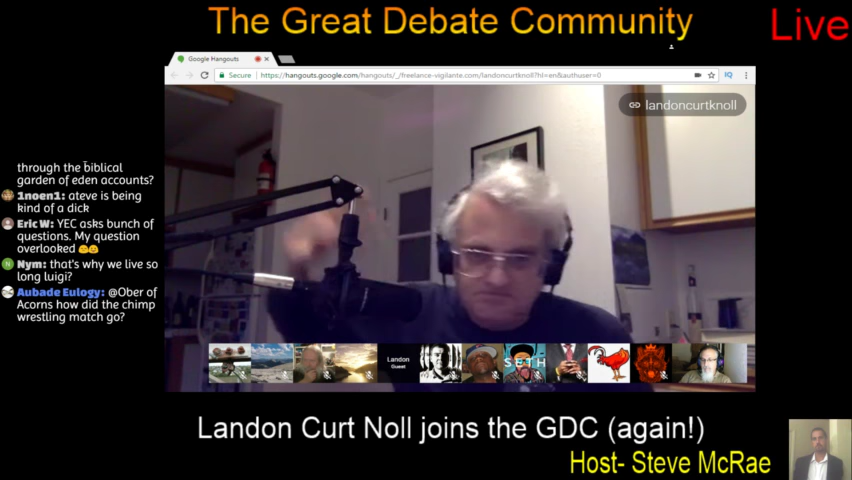 The Great Debate Community
Live
Google Hangouts
Secure
https://hangouts.google.com/hangouts/_/freelance-vigilante.com/landoncurtknoll?hl=en&authuser=0
IQ
landoncurtknoll
through the biblical
garden of eden accounts?
1noen1: ateve is being
kind of a dick
Eric W: YEC asks bunch of
questions. My question
overlooked
Nym: that's why we live so
long luigi?
Aubade Eulogy: @Ober of
Acorns how did the chimp
wrestling match go?
N
Landon
Guest
SETH
Landon Curt Noll joins the GDC (again!)
Host- Steve McRae